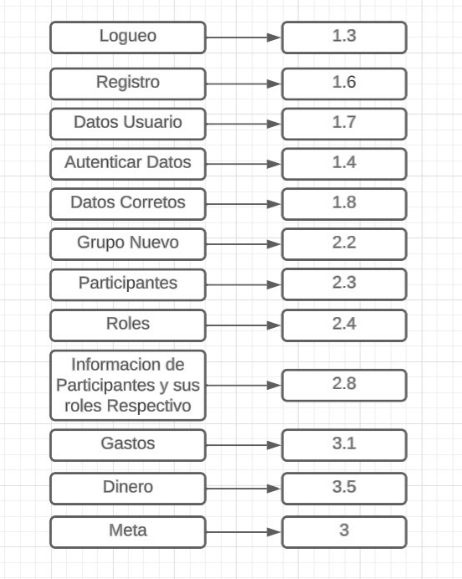 Logueo 1.3
Registro 1.6
Datos Usuario 1.7
Autenticar Datos 1.4
Datos Corretos 1.8
Grupo Nuevo 2.2
Participantes 2.3
Roles 2.4
Informacion de
Participantes y sus 2.8
roles Respectivo
Gastos 3.1
Dinero 3.5
Meta 3